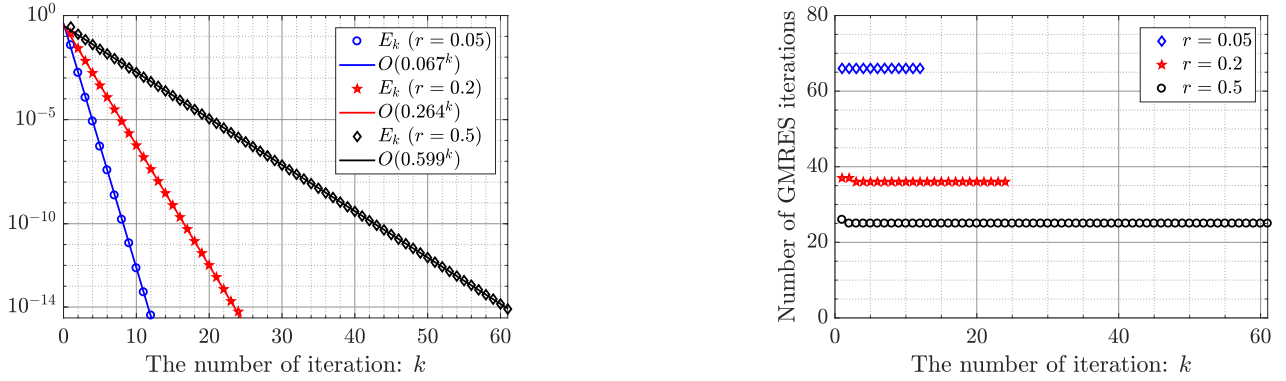 10^0
10^-5
10^-10
10^-14
0 10 20 30 40 50 60
The number of iteration: k
E_k (r = 0.05)
O(0.067^k)
E_k (r = 0.2)
O(0.264^k)
E_k (r = 0.5)
O(0.599^k)
Number of GMRES iterations
80
60
40
20
0
0 20 40 60
The number of iteration: k
r = 0.05
r = 0.2
r = 0.5